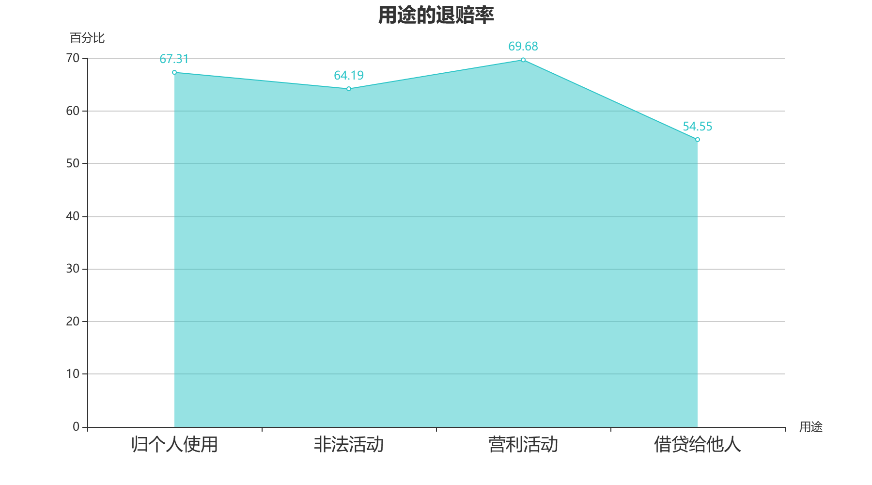 用途的退赔率
百分比
67.31
64.19
69.68
54.55
70
60
50
40
30
20
10
0
归个人使用
非法活动
营利活动
借贷给他人
用途